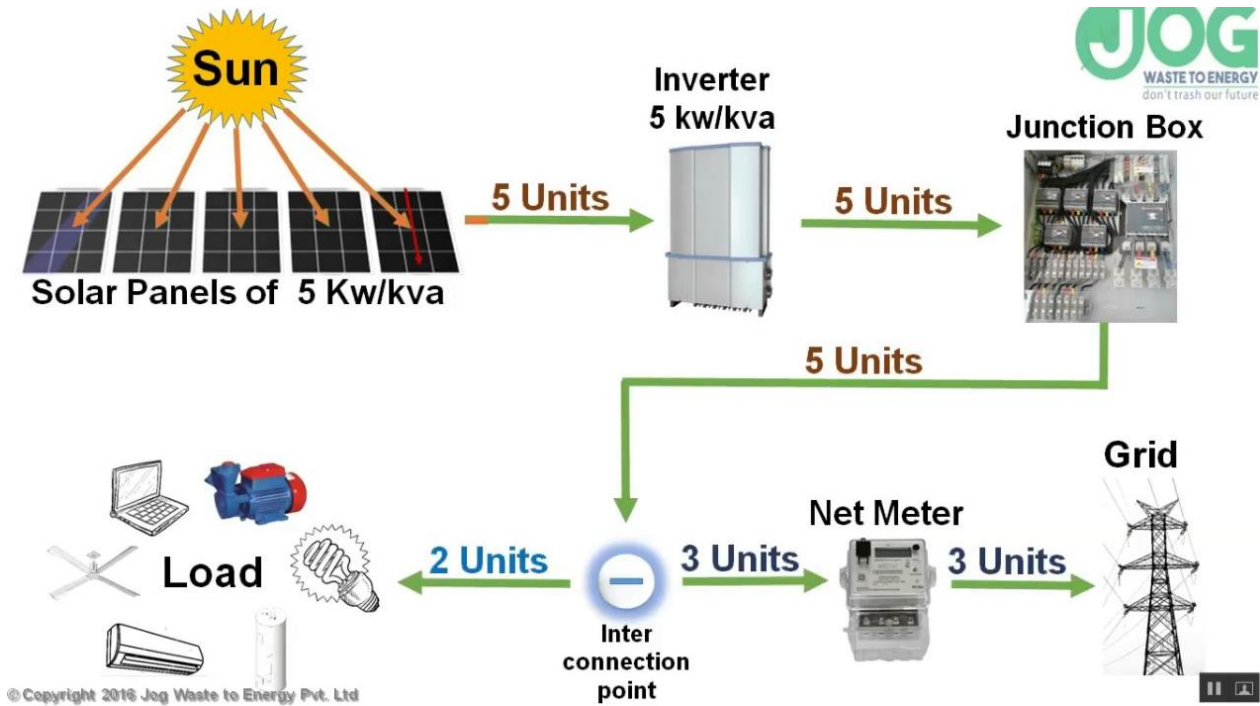 Sun
Inverter
5 kw/kva
JOG
WASTE TO ENERGY
don't trash our future
Junction Box
5 Units
5 Units
Solar Panels of 5 Kw/kva
5 Units
Grid
Net Meter
Load
2 Units
3 Units
3 Units
Inter
connection
point
© Copyright 2016 Jog Waste to Energy Pvt. Ltd